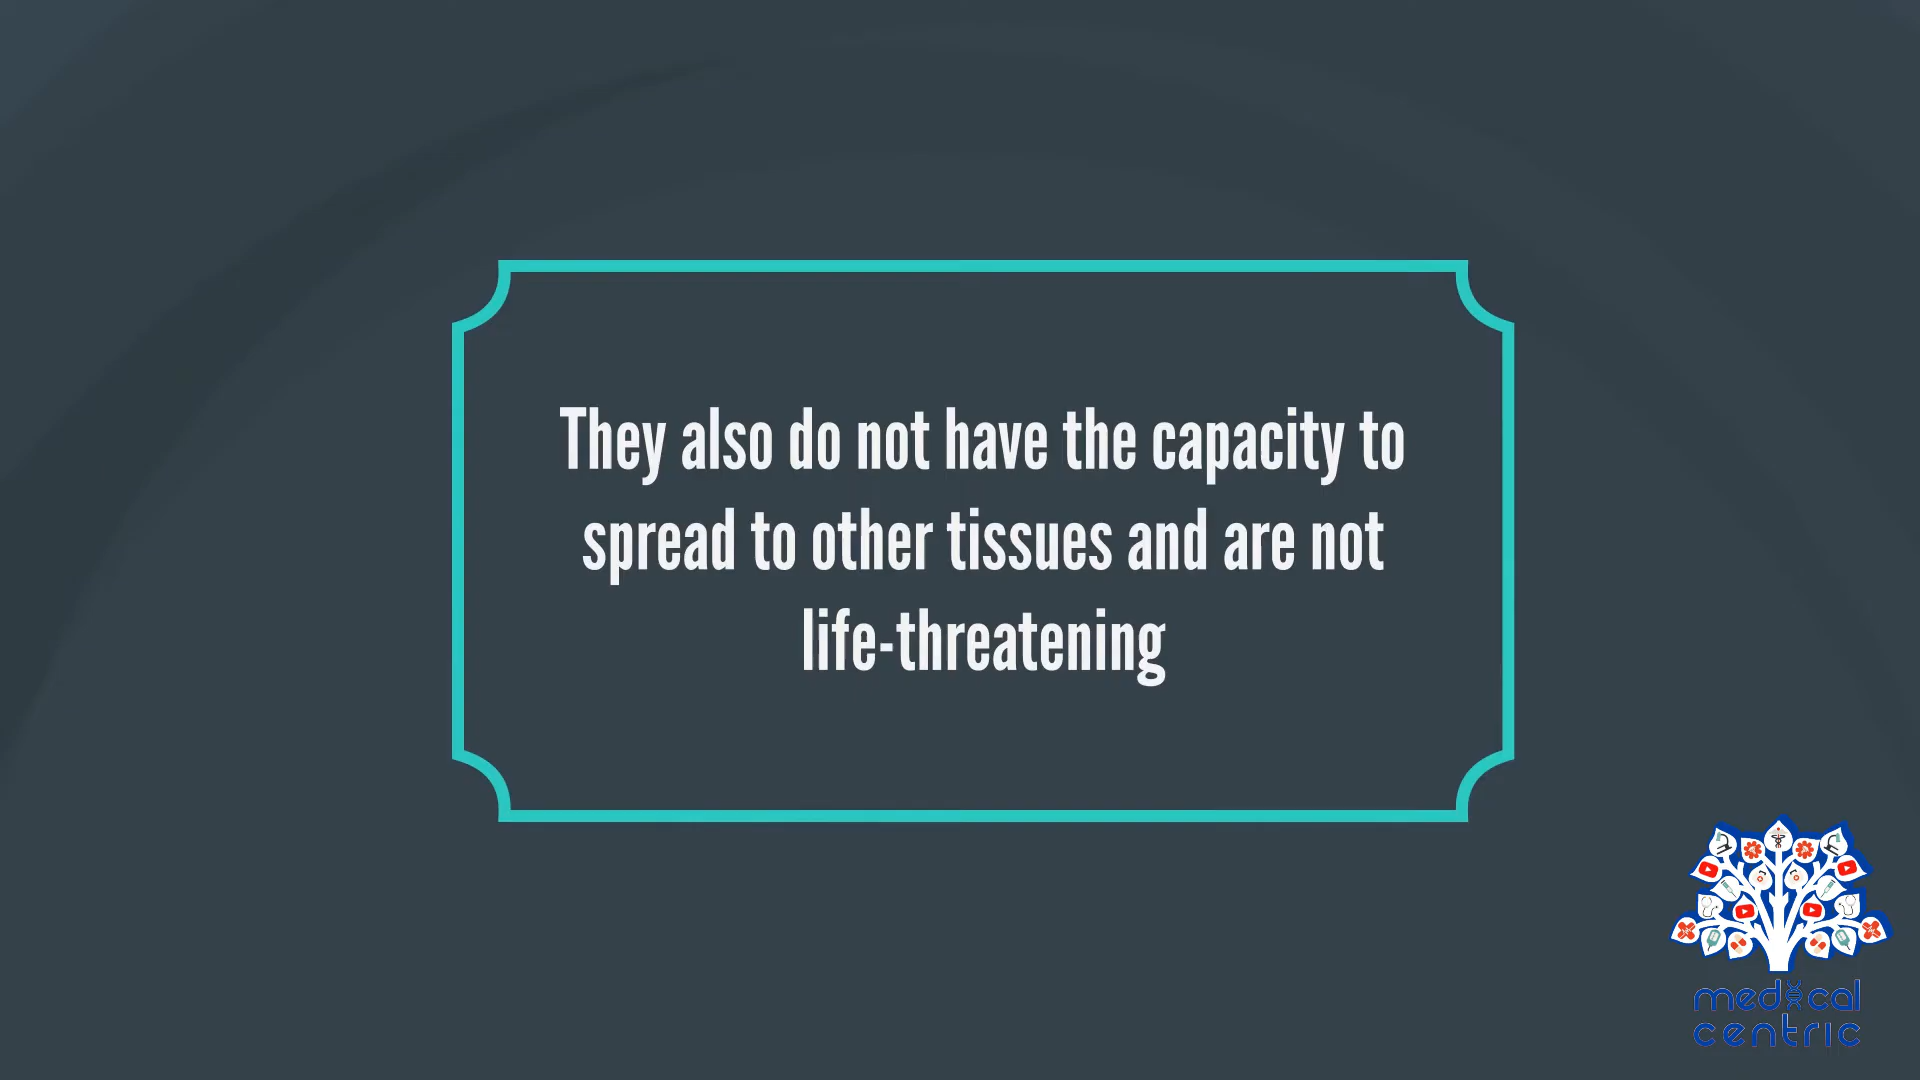 They also do not have the capacity to
spread to other tissues and are not
life-threatening
medical
centric